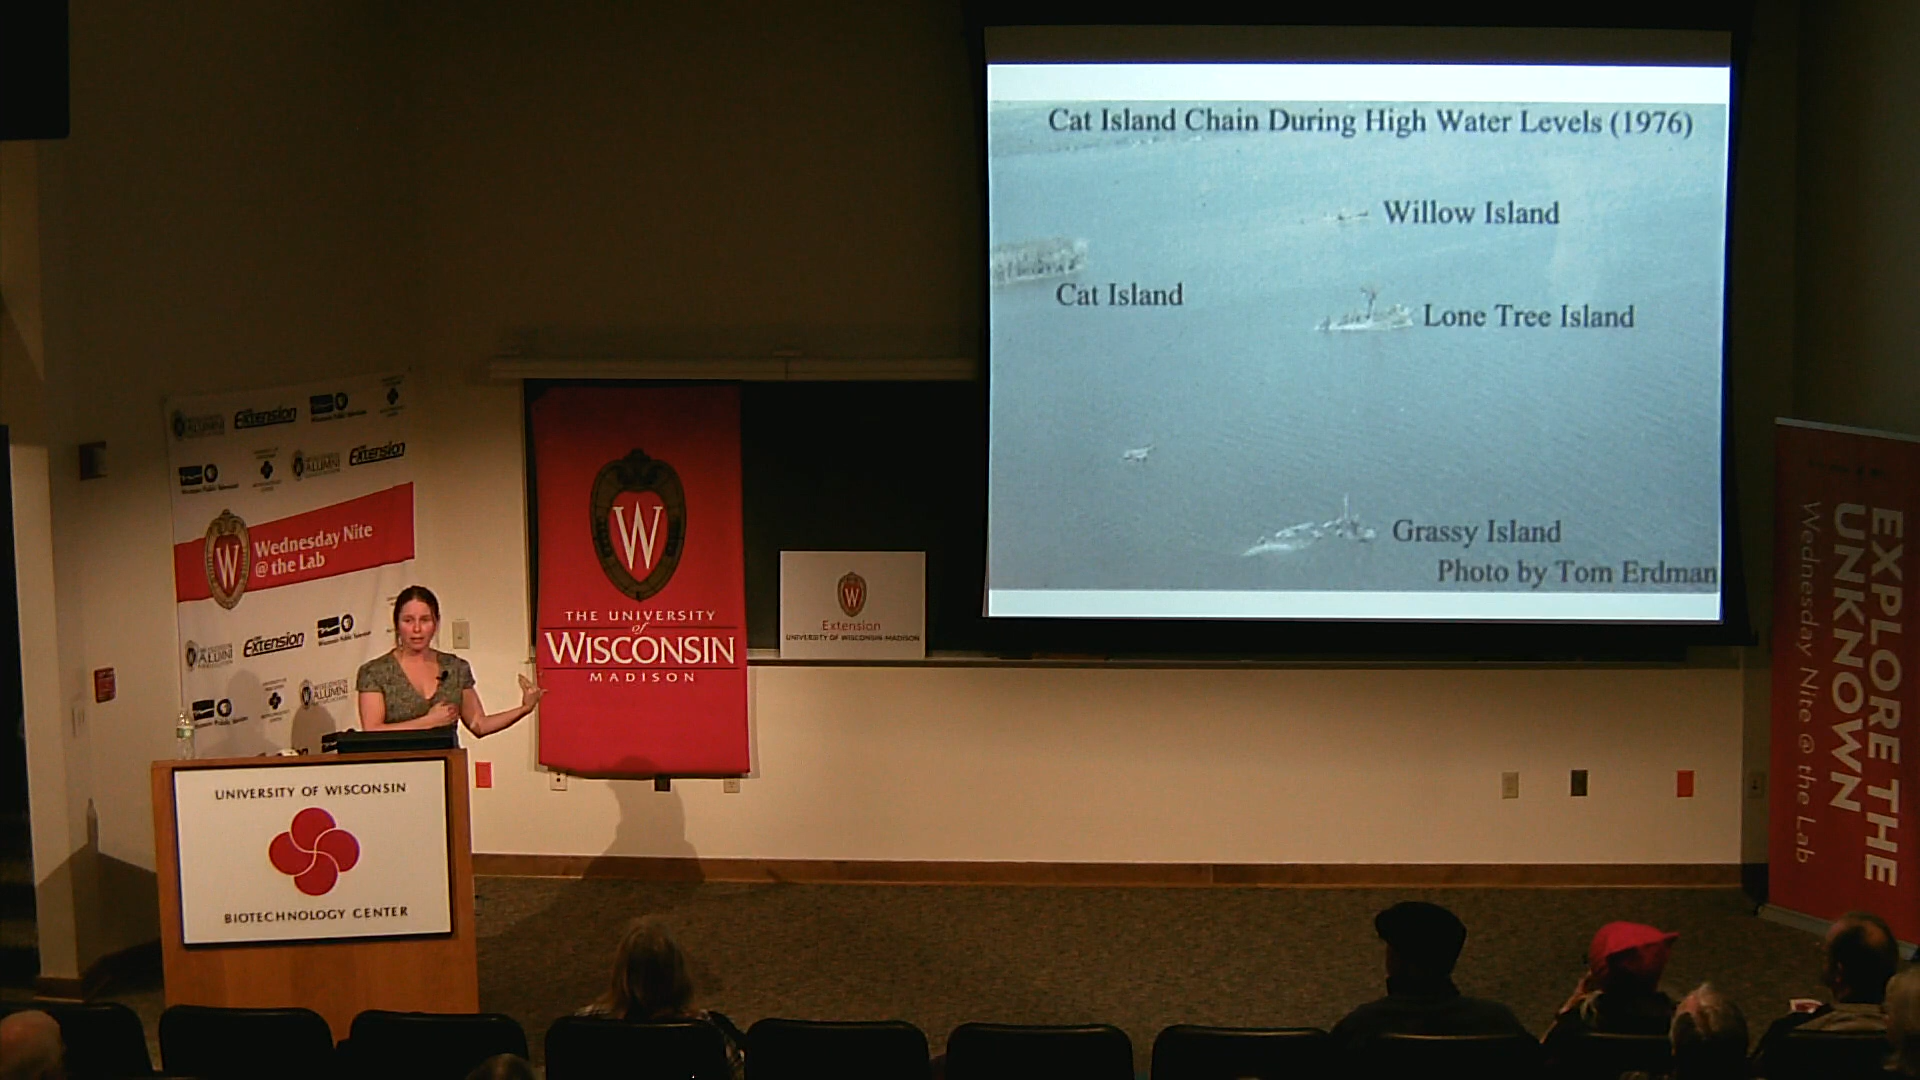 Cat Island Chain During High Water Levels (1976)
Willow Island
Cat Island
Lone Tree Island
Grassy Island
Photo by Tom Erdman
Extension
ALUMNI
Extension
Wednesday Nite
@ the Lab
W
Extension
ALUMNI
W
THE UNIVERSITY
of
WISCONSIN
MADISON
W
Extension
UNIVERSITY OF WISCONSIN-MADISON
UNIVERSITY OF WISCONSIN
BIOTECHNOLOGY CENTER
EXPLORE THE
UNKNOWN
Wednesday Nite @ the Lab